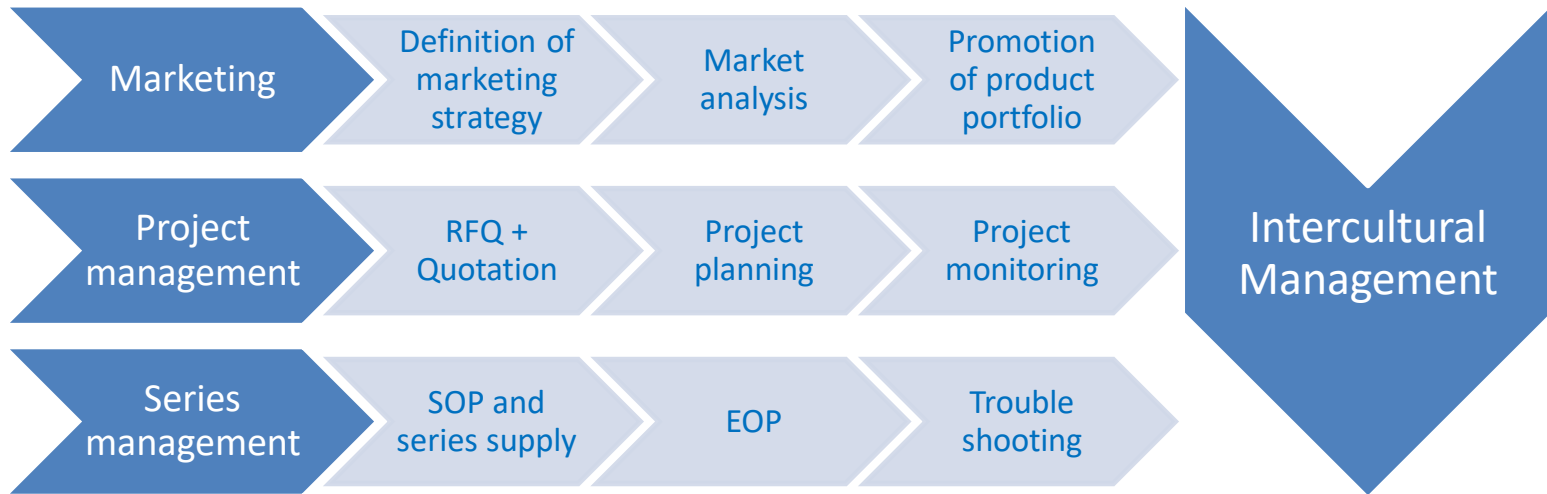 Marketing
Definition of
marketing
strategy
Market
analysis
Promotion
of product
portfolio
Project
management
RFQ +
Quotation
Project
planning
Project
monitoring
Series
management
SOP and
series supply
EOP
Trouble
shooting
Intercultural
Management